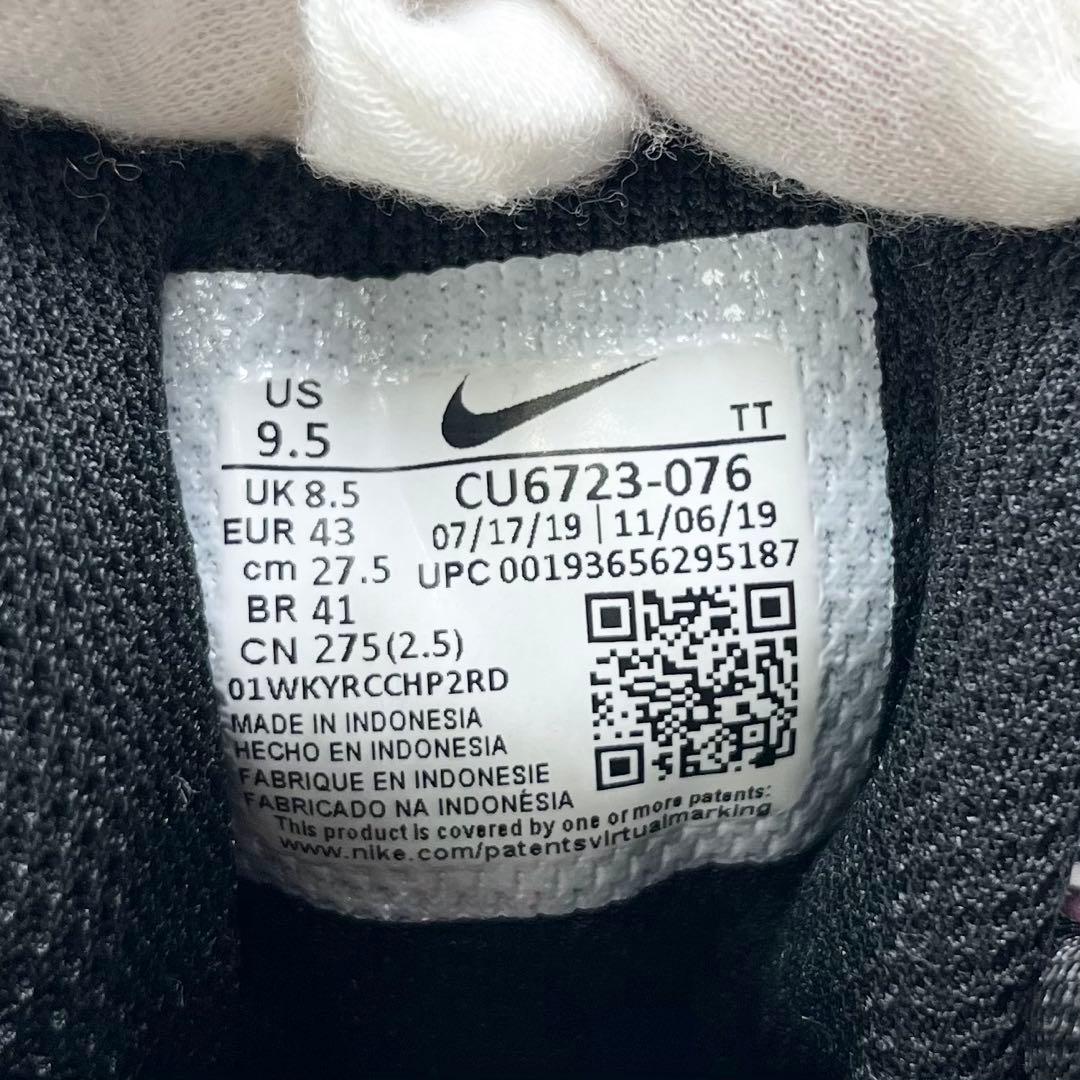 US
9.5
TT
UK 8.5
EUR 43
cm 27.5
BR 41
CN 275(2.5)
CU6723-076
07/17/19 | 11/06/19
UPC 00193656295187
01WKYRCCHP2RD
MADE IN INDONESIA
HECHO EN INDONESIA
FABRIQUE EN INDONESIE
FABRICADO NA INDONÉSIA
This product is covered by one or more patents:
www.nike.com/patentsvirtualmarking